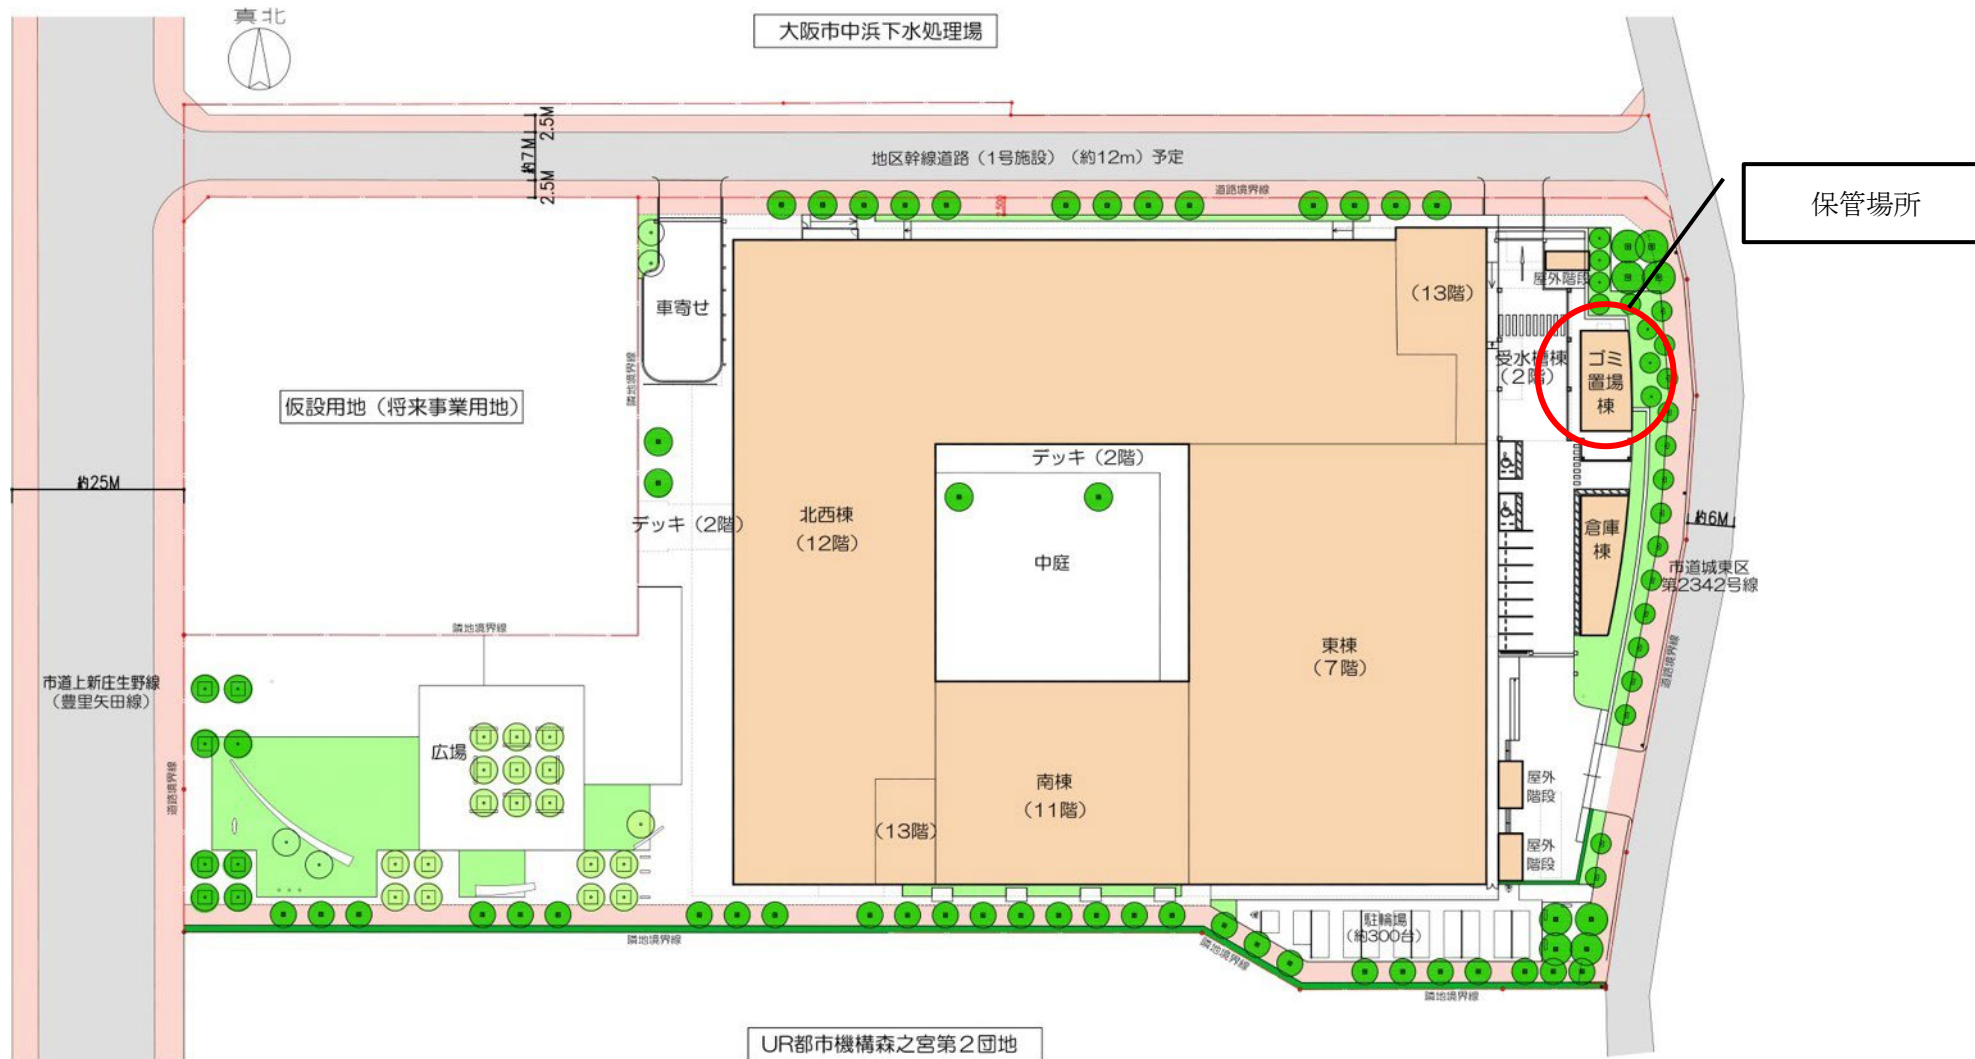 真北
大阪市中浜下水処理場
2.5M
約7M
2.5M
地区幹線道路（1号施設）（約12m）予定
道路境界線
保管場所
車寄せ
（13階）
屋外階段
受水槽棟
（2階）
ゴミ
置場
棟
隣地境界線
仮設用地（将来事業用地）
デッキ（2階）
約25M
デッキ（2階）
北西棟
（12階）
中庭
倉庫
棟
約6M
市道城東区
第2342号線
隣地境界線
東棟
（7階）
道路境界線
市道上新庄生野線
（豊里矢田線）
広場
道路境界線
南棟
（11階）
（13階）
屋外
階段
屋外
階段
駐輪場
（約300台）
隣地境界線
隣地境界線
隣地境界線
UR都市機構森之宮第２団地